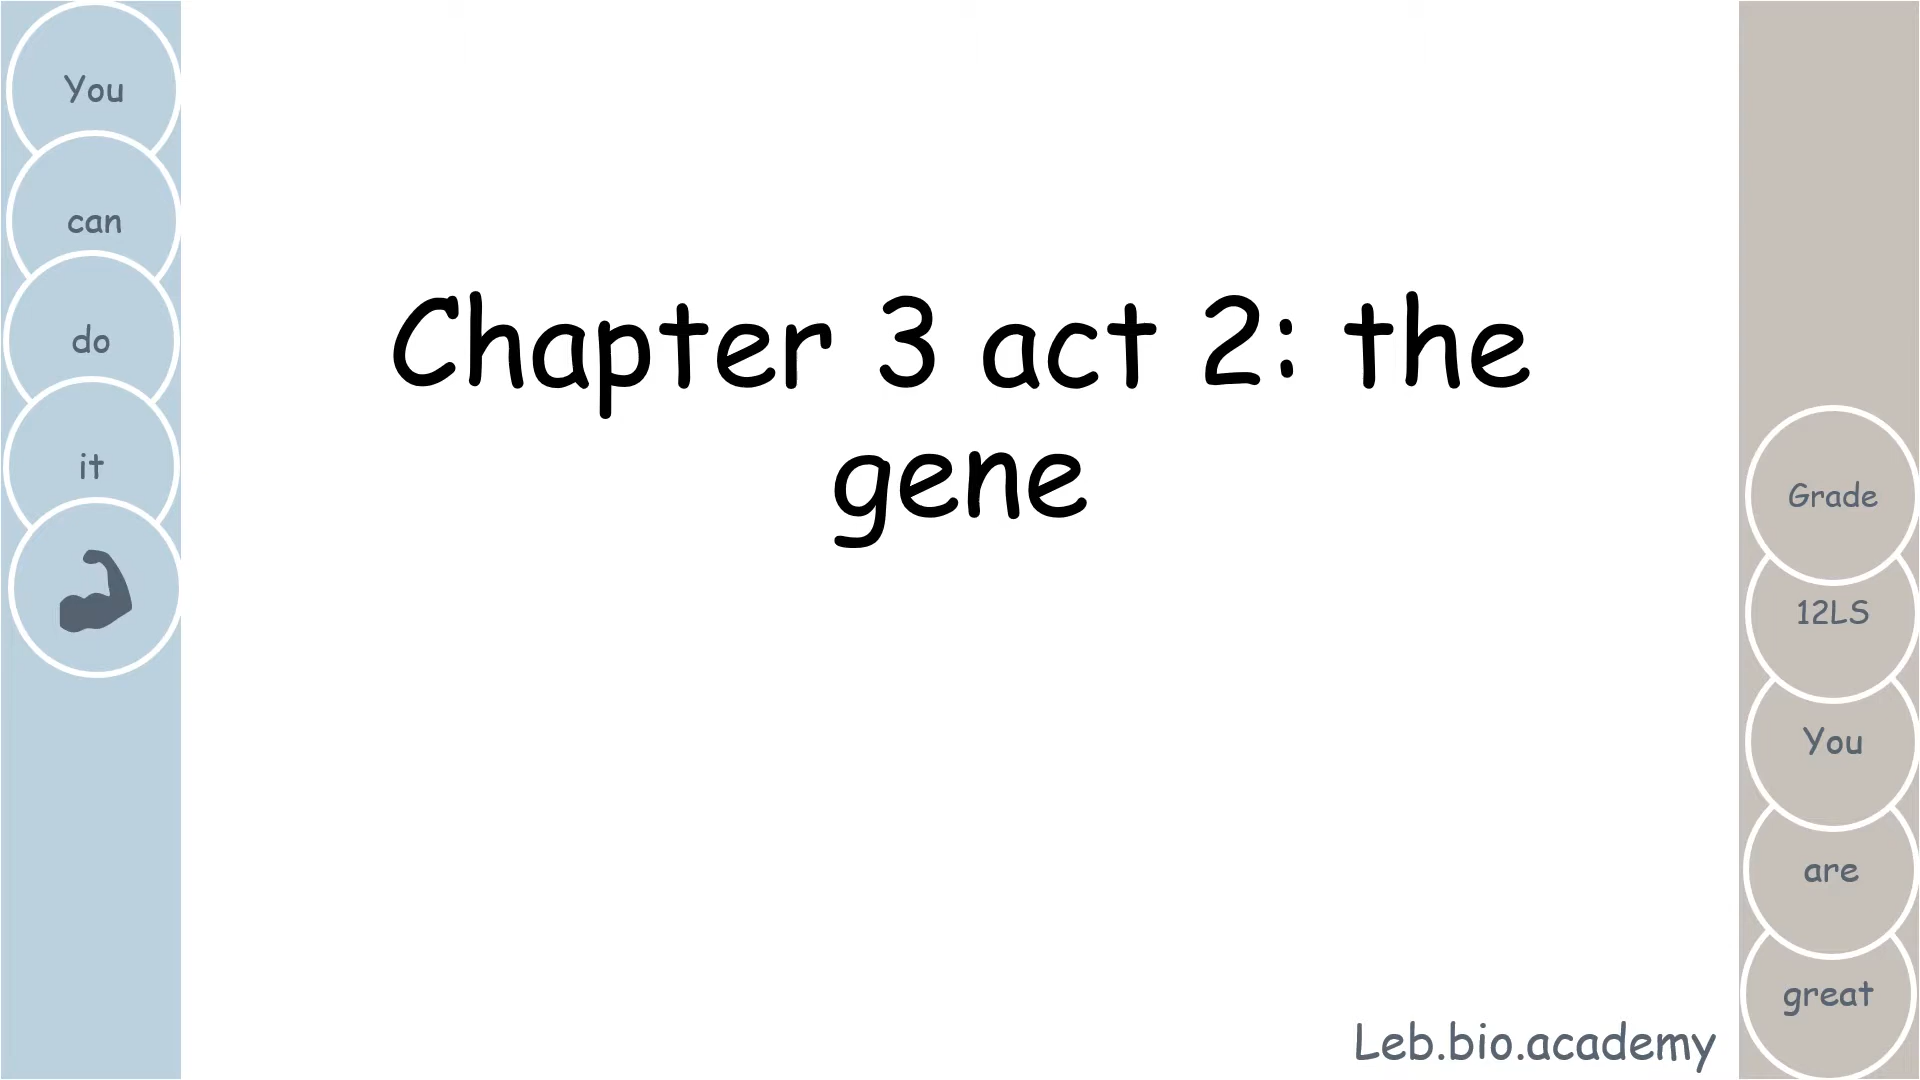 You
can
do
it
Chapter 3 act 2: the
gene
Grade
12LS
You
are
great
Leb.bio.academy